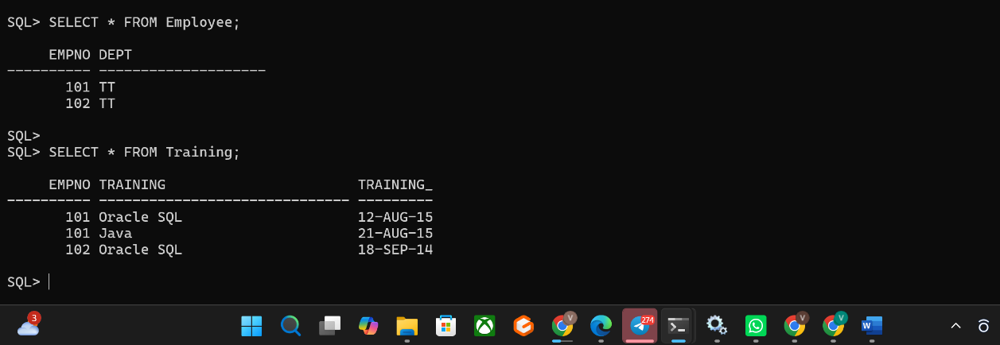 SQL> SELECT * FROM Employee;
     EMPNO DEPT
---------- --------------------
       101 TT
       102 TT
SQL>
SQL> SELECT * FROM Training;
     EMPNO TRAINING                       TRAINING_
---------- ------------------------------ ---------
       101 Oracle SQL                     12-AUG-15
       101 Java                           21-AUG-15
       102 Oracle SQL                     18-SEP-14
SQL>
3 V 274 V V W